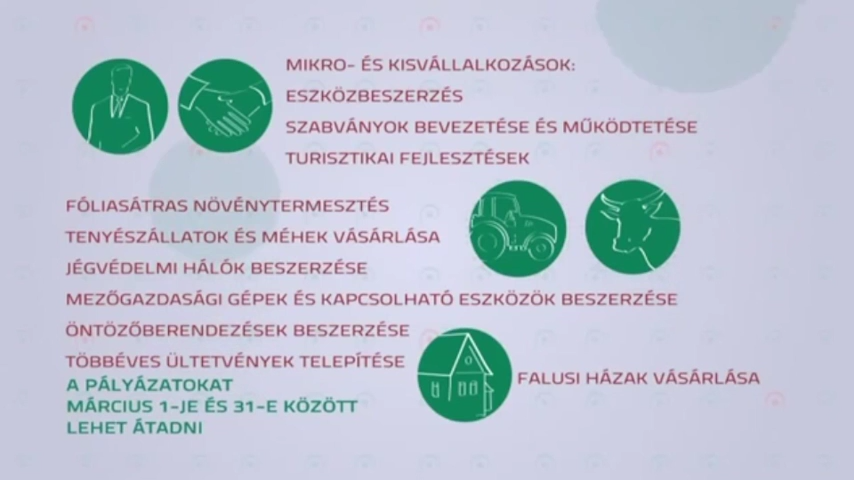 MIKRO- ÉS KISVÁLLALKOZÁSOK:
ESZKÖZBESZERZÉS
SZABVÁNYOK BEVEZETÉSE ÉS MŰKÖDTETÉSE
TURISZTIKAI FEJLESZTÉSEK
FÓLIASÁTRAS NÖVÉNYTERMESZTÉS
TENYÉSZÁLLATOK ÉS MÉHEK VÁSÁRLÁSA
JÉGVÉDELMI HÁLÓK BESZERZÉSE
MEZŐGAZDASÁGI GÉPEK ÉS KAPCSOLHATÓ ESZKÖZÖK BESZERZÉSE
ÖNTÖZŐBERENDEZÉSEK BESZERZÉSE
TÖBBÉVES ÜLTETVÉNYEK TELEPÍTÉSE
FALUSI HÁZAK VÁSÁRLÁSA
A PÁLYÁZATOKAT
MÁRCIUS 1-JE ÉS 31-E KÖZÖTT
LEHET ÁTADNI